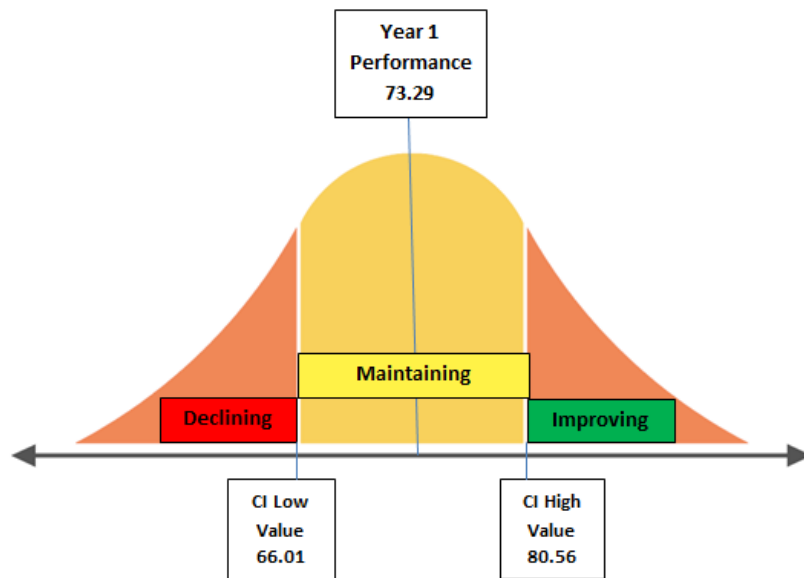 Year 1
Performance
73.29
Maintaining
Declining
Improving
CI Low
Value
66.01
CI High
Value
80.56